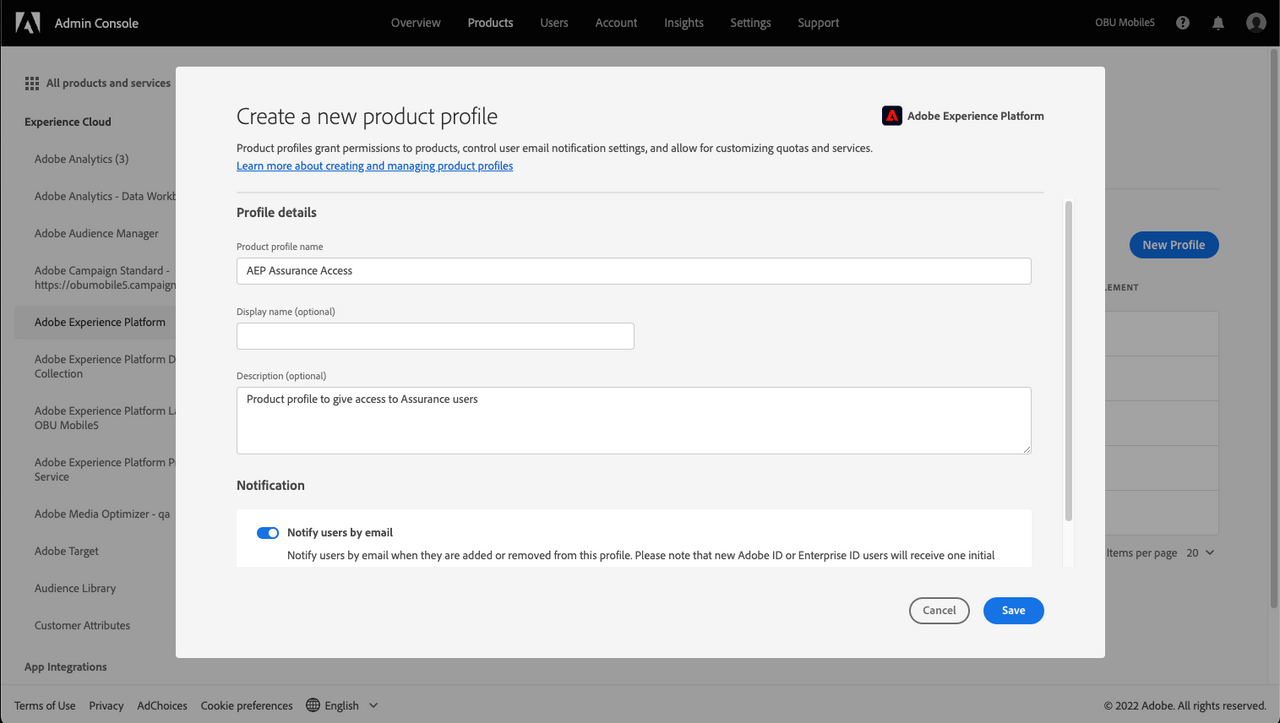 Admin Console
Overview
Products
Users
Account
Insights
Settings
Support
OBU Mobile5
All products and services
Experience Cloud
Adobe Analytics (3)
Adobe Analytics - Data Workb
Adobe Audience Manager
Adobe Campaign Standard -
https://obumobile5.campaign
Adobe Experience Platform
Adobe Experience Platform D
Collection
Adobe Experience Platform La
OBU Mobile5
Adobe Experience Platform P
Service
Adobe Media Optimizer - qa
Adobe Target
Audience Library
Customer Attributes
App Integrations
Create a new product profile
Adobe Experience Platform
Product profiles grant permissions to products, control user email notification settings, and allow for customizing quotas and services.
Learn more about creating and managing product profiles
Profile details
Product profile name
AEP Assurance Access
Display name (optional)
Description (optional)
Product profile to give access to Assurance users
Notification
Notify users by email
Notify users by email when they are added or removed from this profile. Please note that new Adobe ID or Enterprise ID users will receive one initial
Cancel
Save
New Profile
LEMENT
Items per page 20
Terms of Use
Privacy
AdChoices
Cookie preferences
English
© 2022 Adobe. All rights reserved.